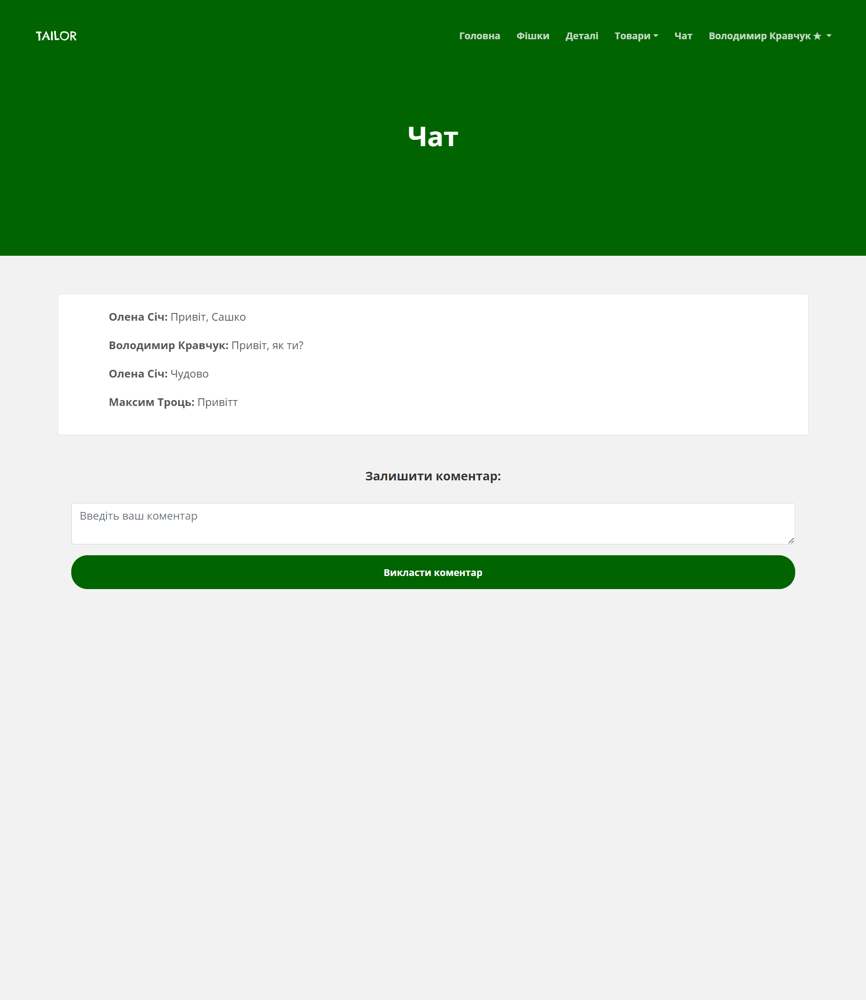 TAILOR
Головна Фішки Деталі Товари Чат Володимир Кравчук ★
Чат
Олена Січ: Привіт, Сашко
Володимир Кравчук: Привіт, як ти?
Олена Січ: Чудово
Максим Троць: Привітт
Залишити коментар:
Введіть ваш коментар
Викласти коментар